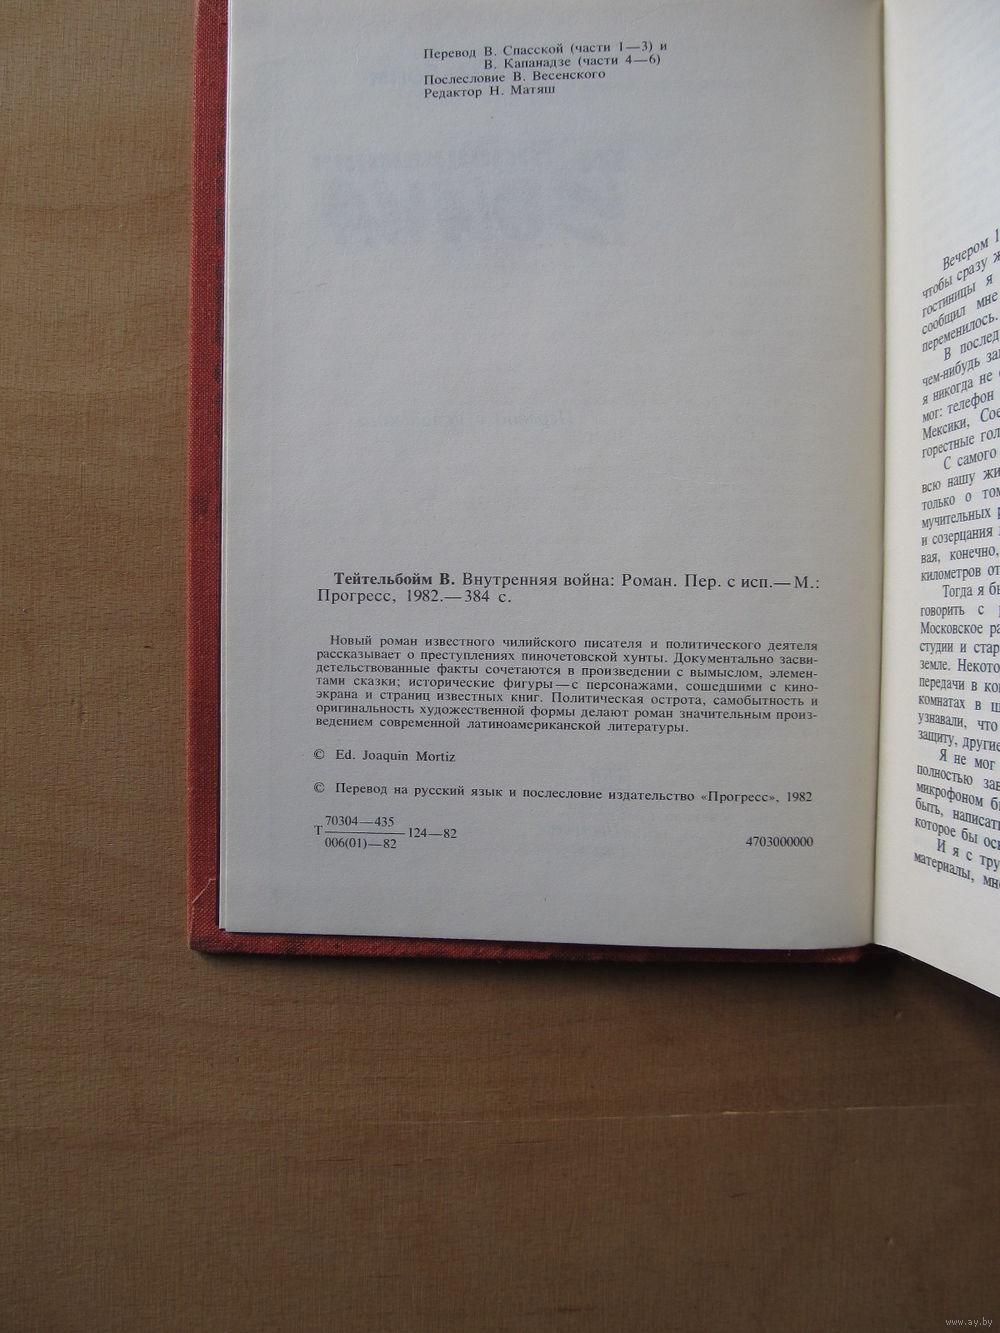 Перевод В. Спасской (части 1—3) и
В. Капанадзе (части 4—6)
Послесловие В. Весенского
Редактор Н. Матяш
Тейтельбойм В. Внутренняя война: Роман. Пер. с исп.— М.:
Прогресс, 1982.— 384 с.
Новый роман известного чилийского писателя и политического деятеля
рассказывает о преступлениях пиночетовской хунты. Документально засви-
детельствованные факты сочетаются в произведении с вымыслом, элемен-
тами сказки; исторические фигуры — с персонажами, сошедшими с кино-
экрана и страниц известных книг. Политическая острота, самобытность и
оригинальность художественной формы делают роман значительным произ-
ведением современной латиноамериканской литературы.
© Ed. Joaquin Mortiz
© Перевод на русский язык и послесловие издательство «Прогресс», 1982
70304—435
Т 124—82
006(01)—82
4703000000
Вечером 1
чтобы сразу ж
гостиницы я
сообщил мне
переменилось.
В послед
чем-нибудь за
я никогда не
мог: телефон
Мексики, Сое
горестные гол
С самого
всю нашу жи
только о том
мучительных р
и созерцания
вая, конечно,
километров от
Тогда я бы
говорить с
Московское ра
студии и стар
земле. Некото
передачи в ко
комнатах в ш
узнавали, что
защиту, другие
Я не мог
полностью зав
микрофоном б
быть, написат
которое бы ос
И я с тру
материалы, мн
www.ay.by